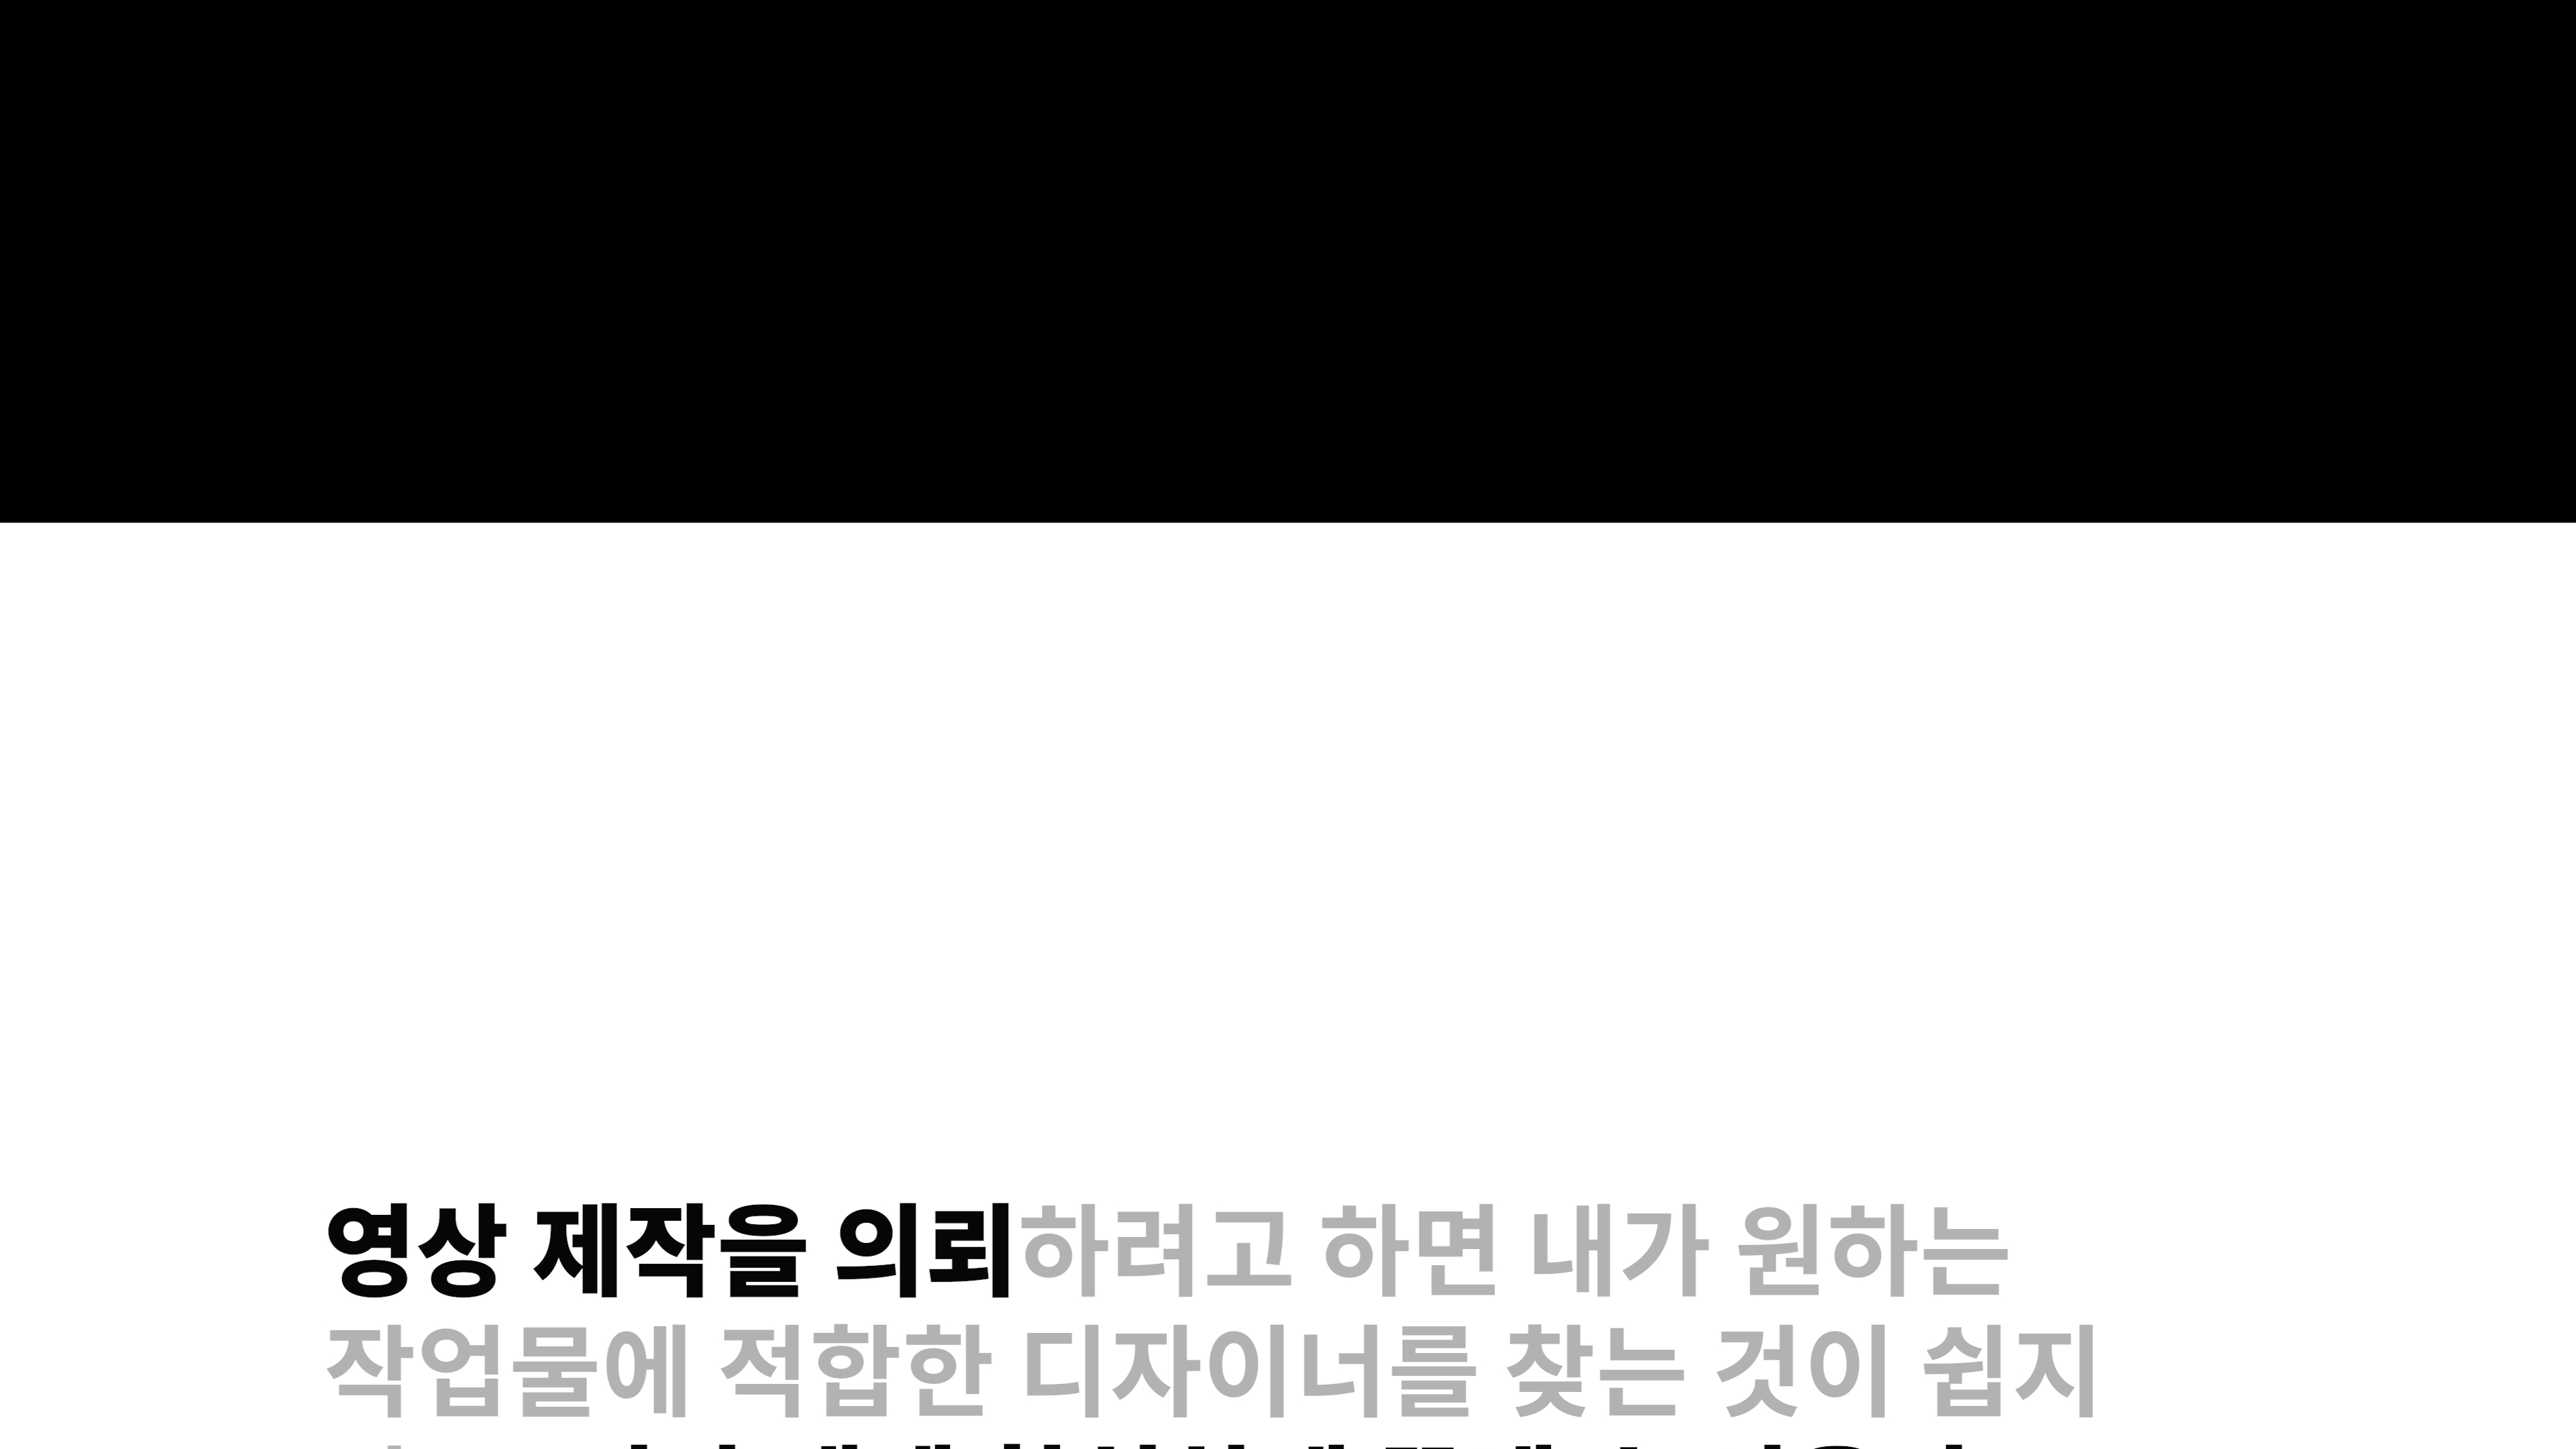 영상 제작을 의뢰하려고 하면 내가 원하는
작업물에 적합한 디자이너를 찾는 것이 쉽지